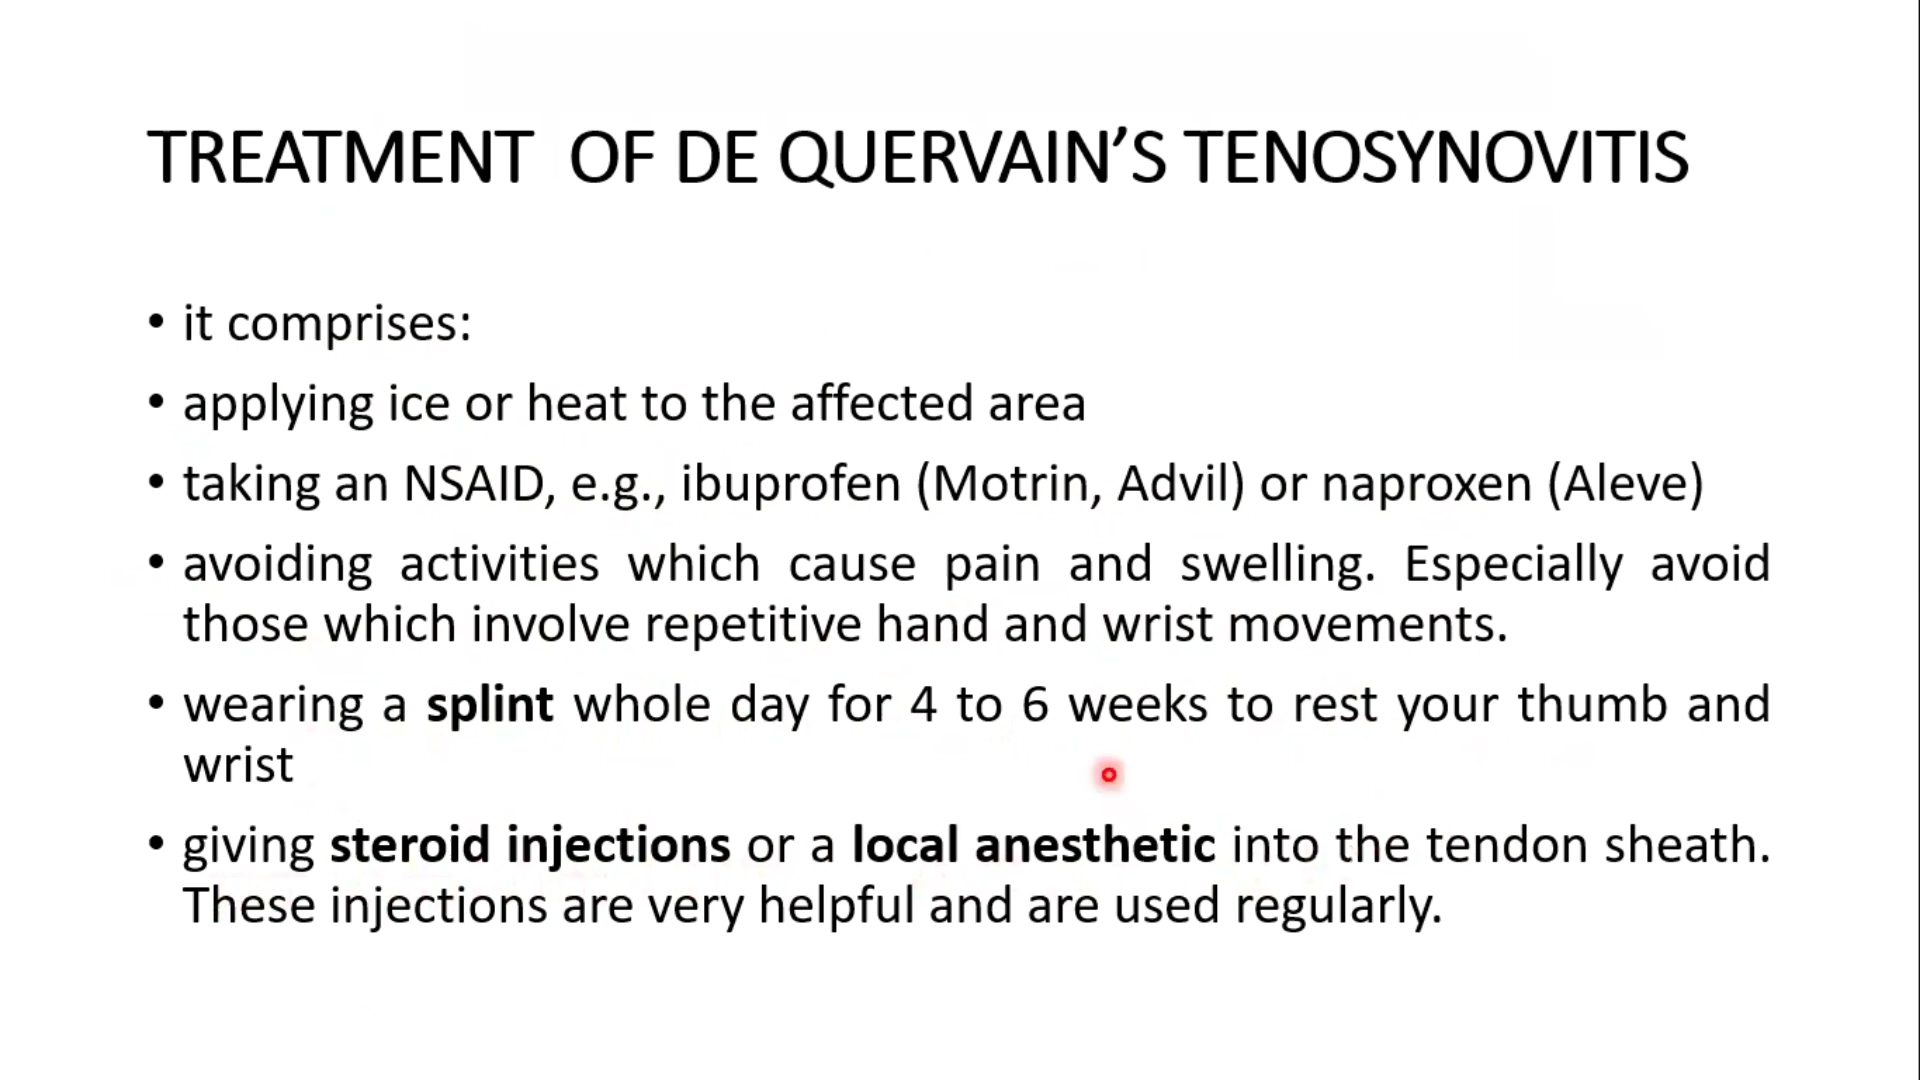 TREATMENT  OF DE QUERVAIN’S TENOSYNOVITIS
• it comprises:
• applying ice or heat to the affected area
• taking an NSAID, e.g., ibuprofen (Motrin, Advil) or naproxen (Aleve)
• avoiding activities which cause pain and swelling. Especially avoid
those which involve repetitive hand and wrist movements.
• wearing a splint whole day for 4 to 6 weeks to rest your thumb and
wrist
• giving steroid injections or a local anesthetic into the tendon sheath.
These injections are very helpful and are used regularly.